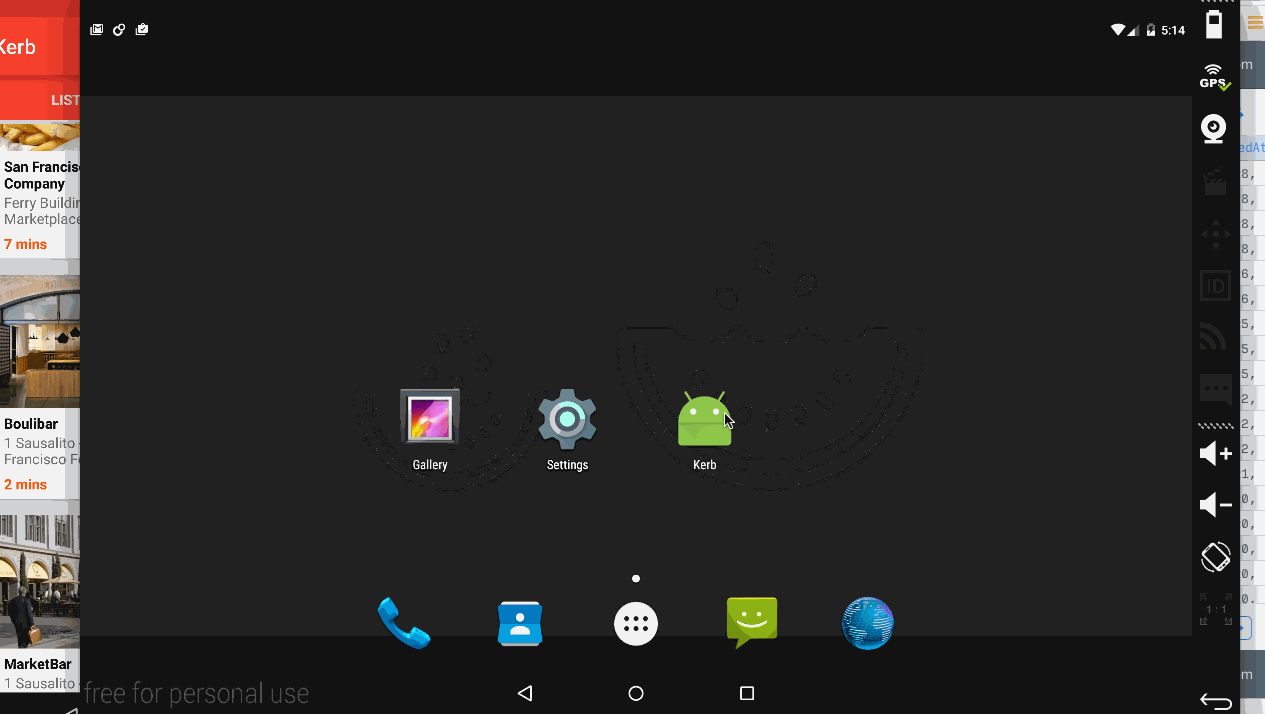 Kerb
LIST
San Francis
Company
Ferry Buildin
Marketplace
7 mins
Boulibar
1 Sausalito -
Francisco F
2 mins
MarketBar
1 Sausalito -
5:14
GPS
ID
Gallery
Settings
Kerb
1:1
free for personal use
om
edAt
8,
8,
8,
8,
6,
6,
5,
5,
5,
2,
2,
2,
1,
0,
0,
0,
0,
0.
om